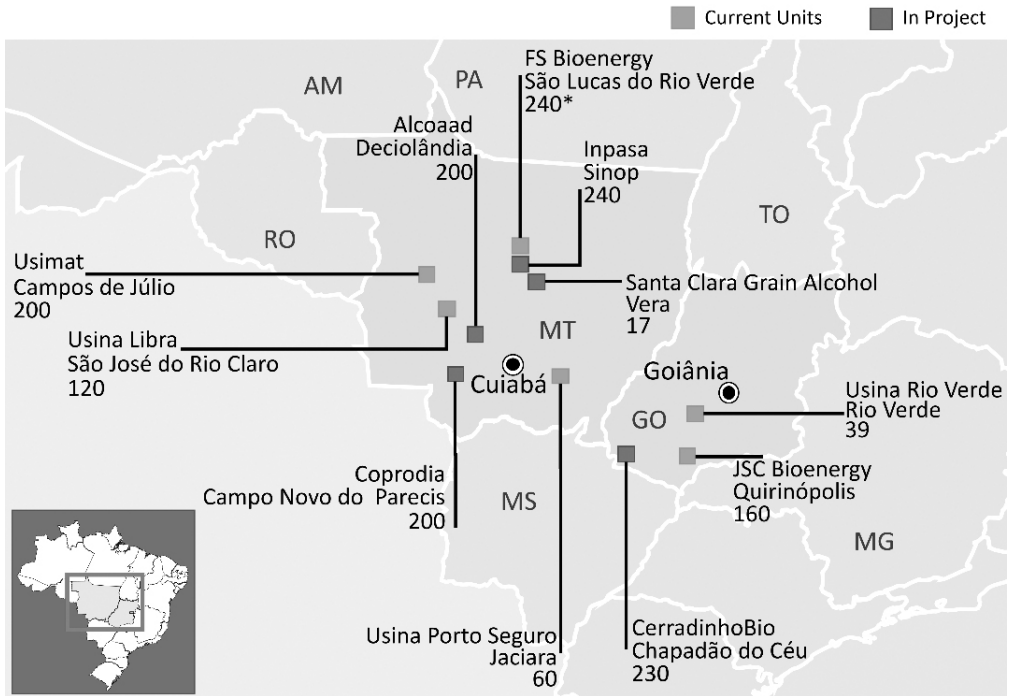 Current Units
In Project
AM
PA
FS Bioenergy
São Lucas do Rio Verde
240*
Alcoaad
Deciolândia
200
Inpasa
Sinop
240
TO
RO
Usimat
Campos de Júlio
200
Santa Clara Grain Alcohol
Vera
17
Usina Libra
São José do Rio Claro
120
MT
Cuiabá
Goiânia
Usina Rio Verde
Rio Verde
39
GO
JSC Bioenergy
Quirinópolis
160
Coprodia
Campo Novo do Parecis
200
MS
MG
Usina Porto Seguro
Jaciara
60
CerradinhoBio
Chapadão do Céu
230